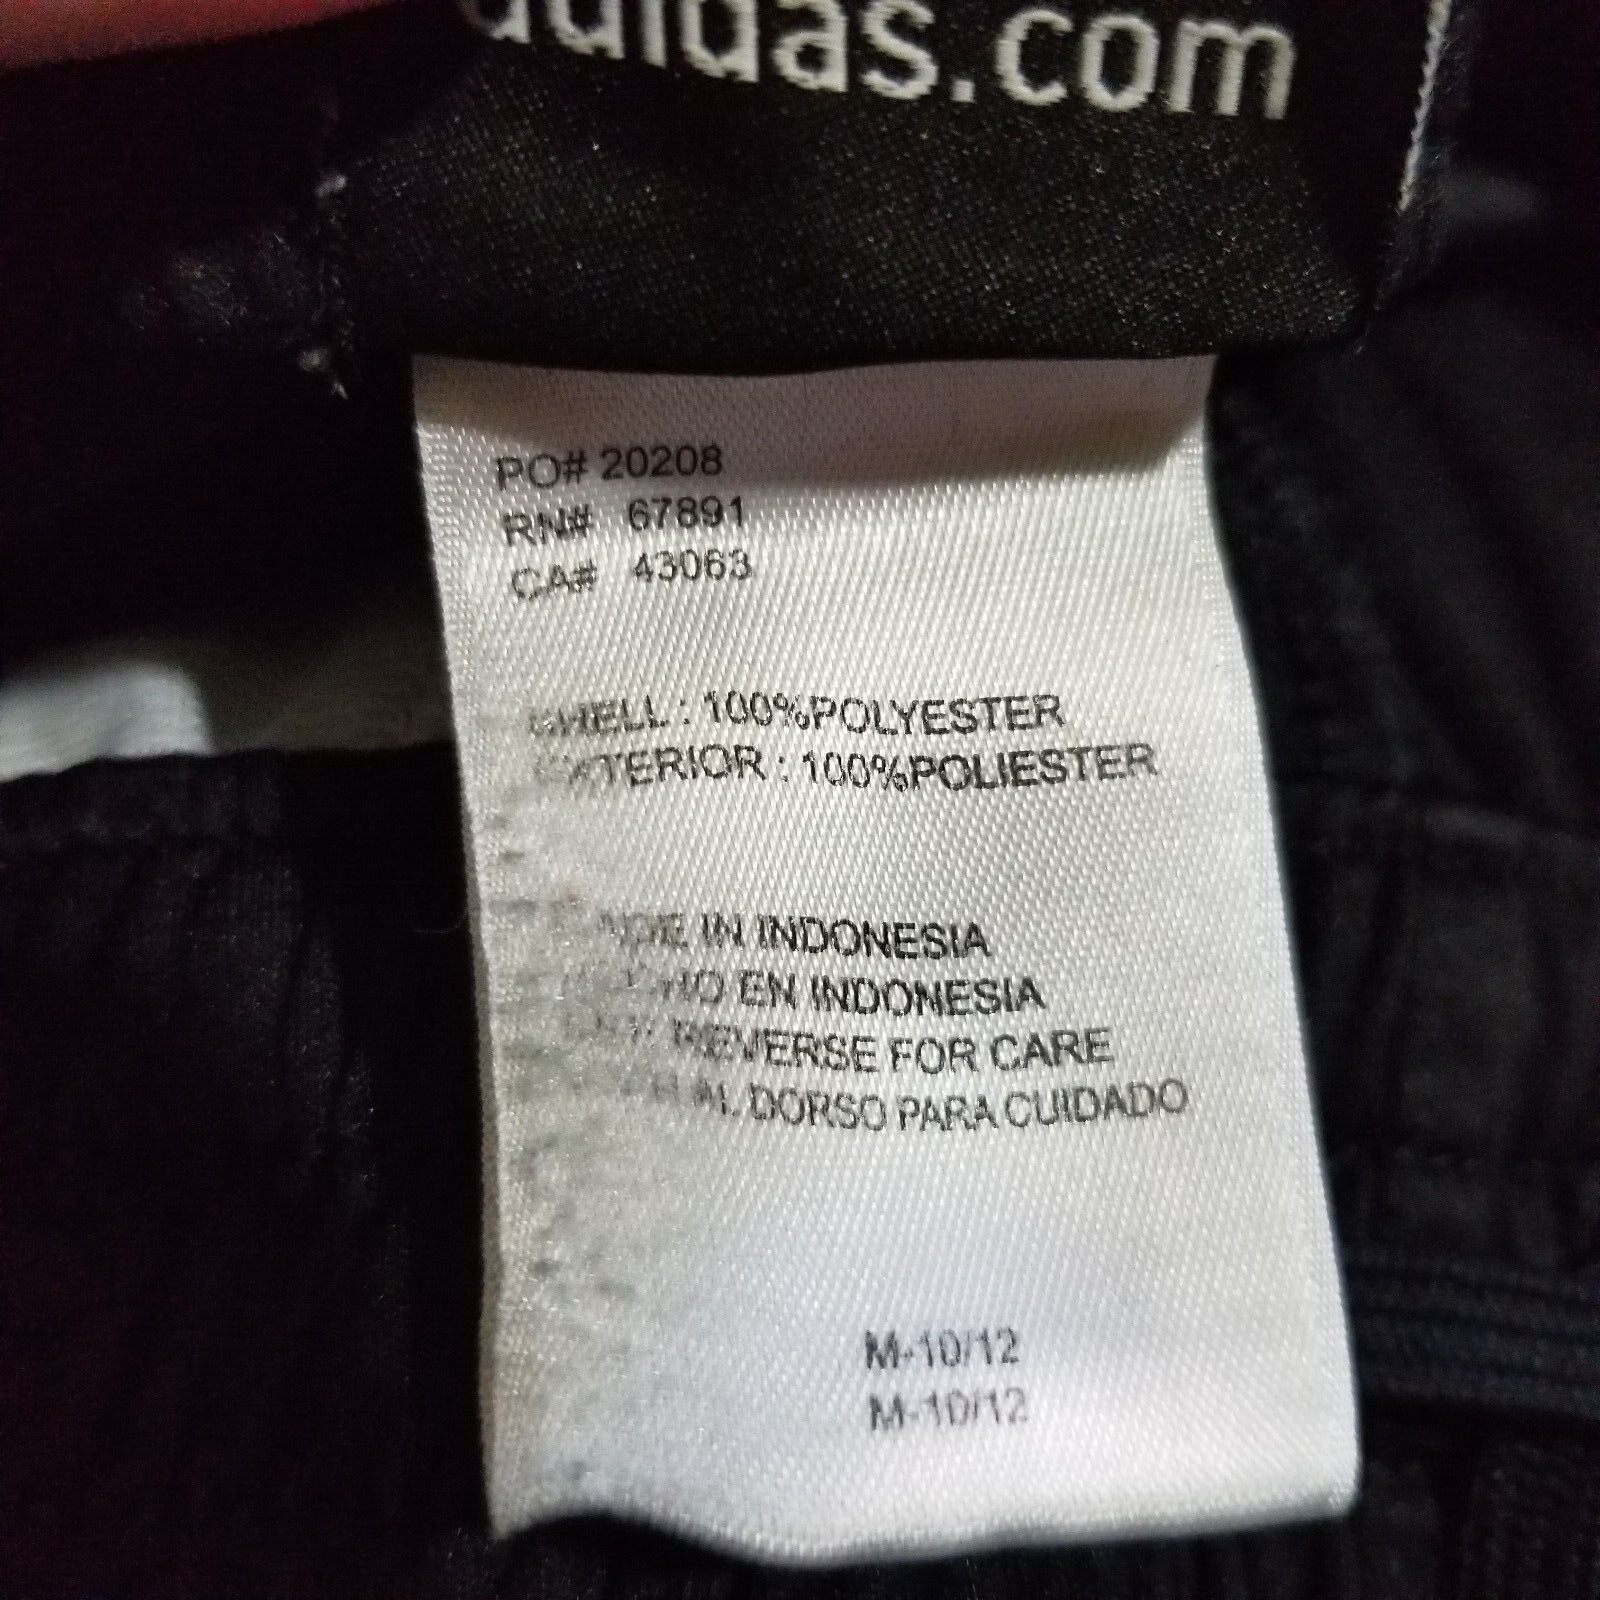 adidas.com
PO# 20208
RN# 67891
CA# 43063
SHELL : 100%POLYESTER
EXTERIOR : 100%POLIESTER
MADE IN INDONESIA
HECHO EN INDONESIA
REVERSE FOR CARE
AL DORSO PARA CUIDADO
M-10/12
M-10/12